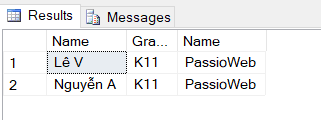 Results Messages
Name Gra... Name
1 Lê V K11 PassioWeb
2 Nguyễn A K11 PassioWeb